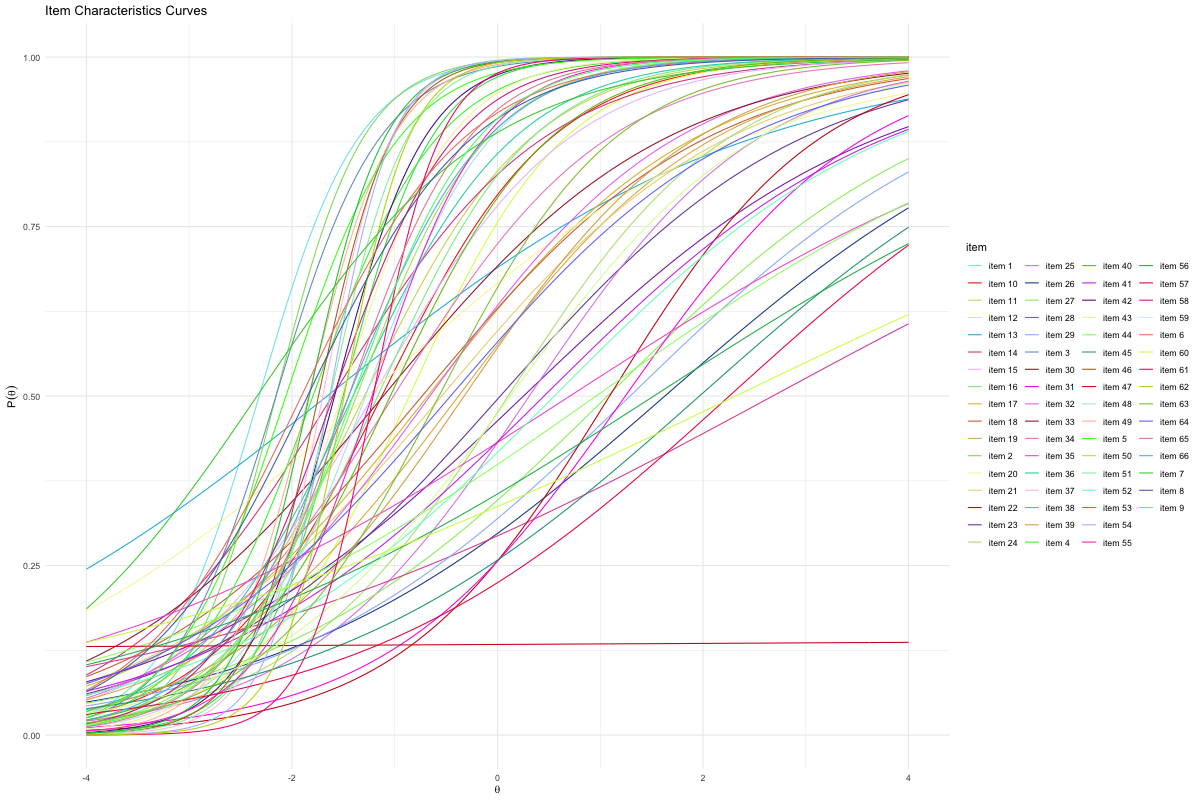 Item Characteristics Curves
1.00
0.75
0.50
0.25
0.00
P(θ)
-4 -2 0 2 4
θ
item
item 1 item 25 item 40 item 56
item 10 item 26 item 41 item 57
item 11 item 27 item 42 item 58
item 12 item 28 item 43 item 59
item 13 item 29 item 44 item 6
item 14 item 3 item 45 item 60
item 15 item 30 item 46 item 61
item 16 item 31 item 47 item 62
item 17 item 32 item 48 item 63
item 18 item 33 item 49 item 64
item 19 item 34 item 5 item 65
item 2 item 35 item 50 item 66
item 20 item 36 item 51 item 7
item 21 item 37 item 52 item 8
item 22 item 38 item 53 item 9
item 23 item 39 item 54
item 24 item 4 item 55